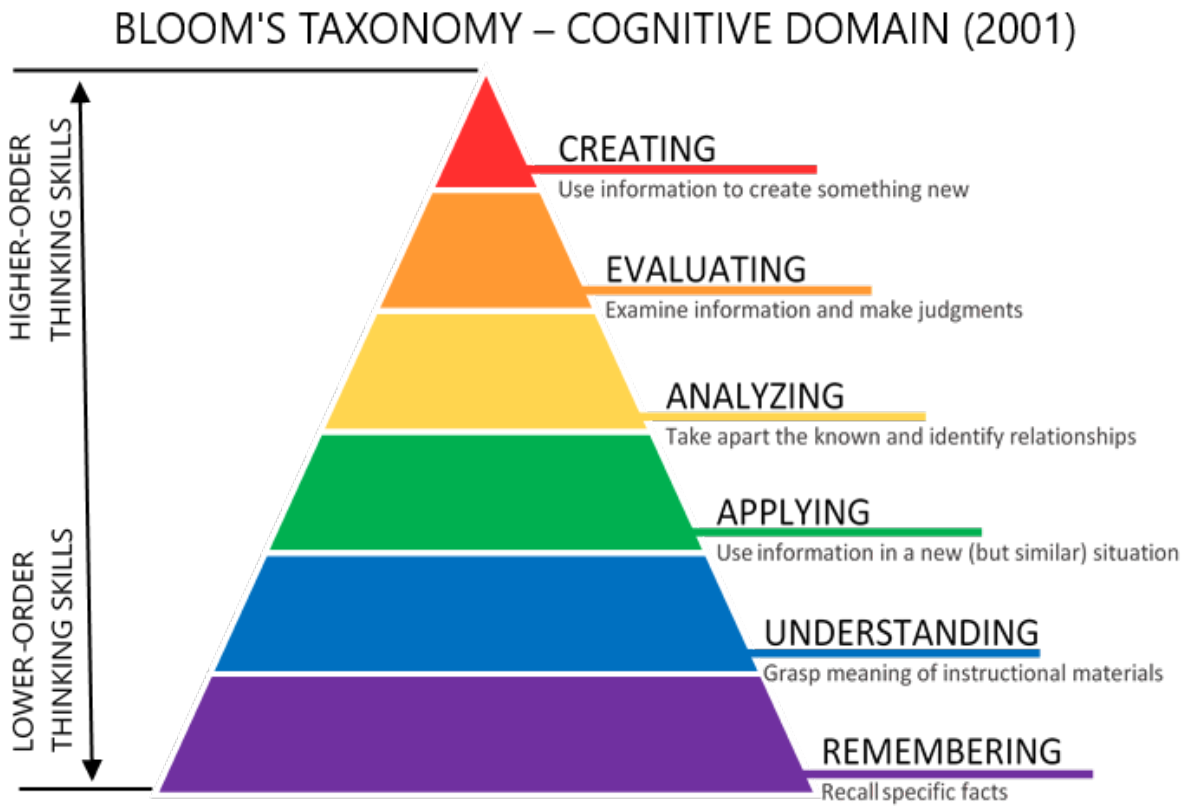 BLOOM'S TAXONOMY – COGNITIVE DOMAIN (2001)
HIGHER-ORDER
THINKING SKILLS
CREATING
Use information to create something new
EVALUATING
Examine information and make judgments
ANALYZING
Take apart the known and identify relationships
APPLYING
Use information in a new (but similar) situation
LOWER-ORDER
THINKING SKILLS
UNDERSTANDING
Grasp meaning of instructional materials
REMEMBERING
Recall specific facts